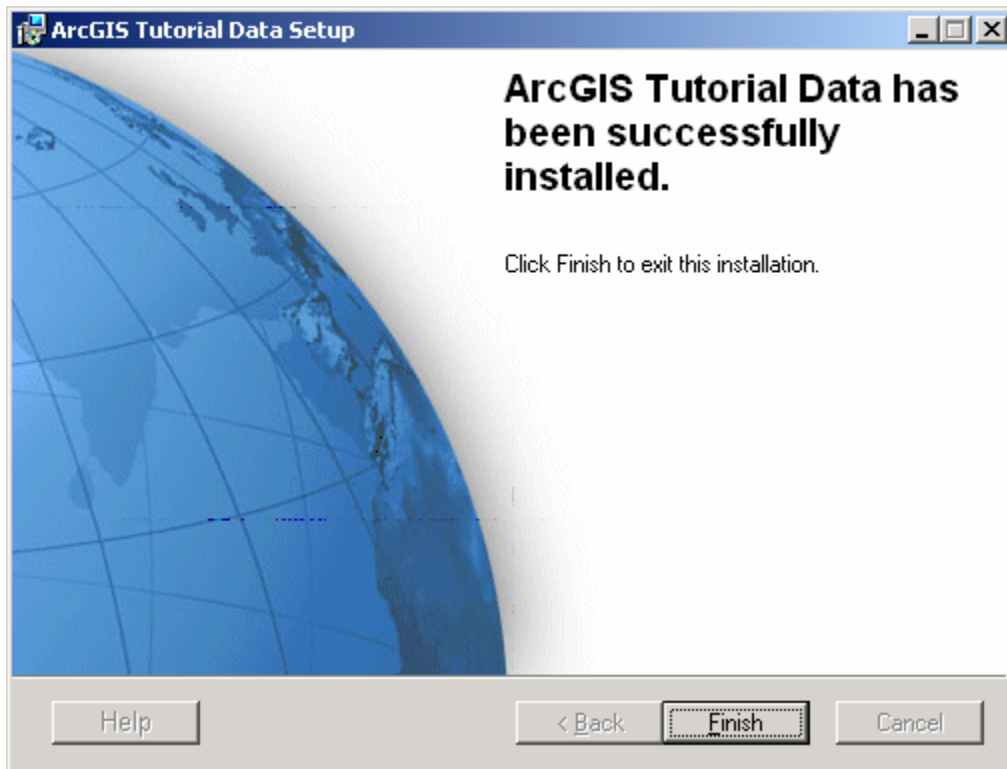 ArcGIS Tutorial Data Setup
ArcGIS Tutorial Data has
been successfully
installed.
Click Finish to exit this installation.
Help
< Back
Finish
Cancel